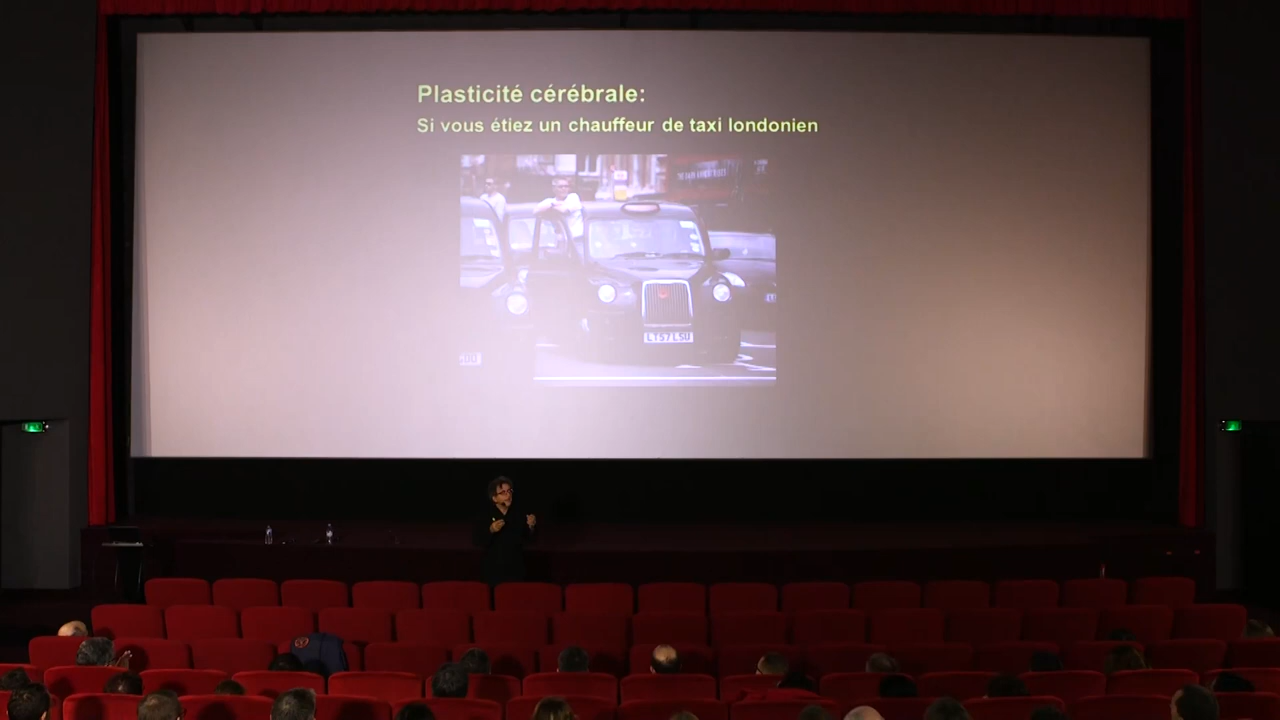 Plasticité cérébrale:
Si vous étiez un chauffeur de taxi londonien
LT57 LSU